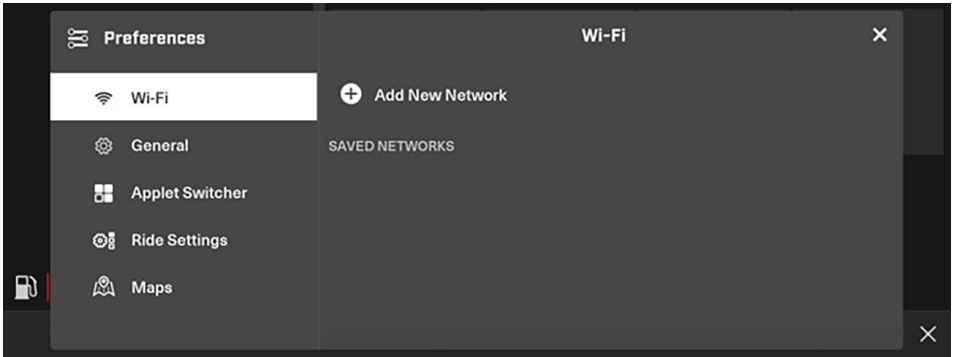 Preferences
Wi-Fi
General
Applet Switcher
Ride Settings
Maps
Wi-Fi
Add New Network
SAVED NETWORKS